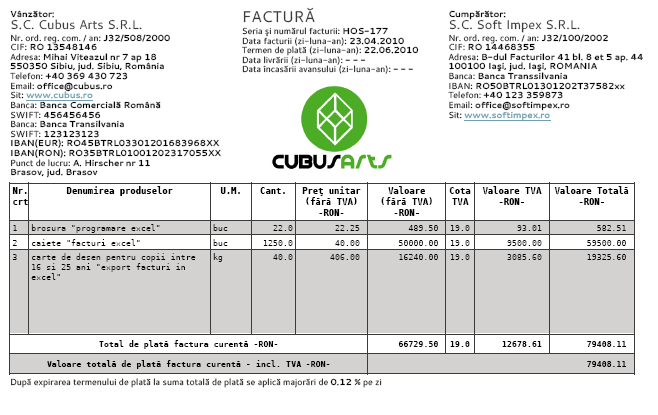 Vânzător:
S.C. Cubus Arts S.R.L.
Nr. ord. reg. com. / an: J32/508/2000
CIF: RO 13548146
Adresa: Mihai Viteazul nr 7 ap 18
550350 Sibiu, jud. Sibiu, România
Telefon: +40 369 430 723
Email: office@cubus.ro
Sit: www.cubus.ro
Banca: Banca Comercială Română
SWIFT: 456456456
Banca: Banca Transilvania
SWIFT: 123123123
IBAN(EUR): RO45BTRL03301201683968XX
IBAN(RON): RO35BTRL01001202317055XX
Punct de lucru: A, Hirscher nr 11
Brasov, jud. Brasov
FACTURĂ
Seria şi numărul facturii: HOS-177
Data facturii (zi-luna-an): 23.04.2010
Termen de plată (zi-luna-an): 22.06.2010
Data livrării (zi-luna-an): - - -
Data încasării avansului (zi-luna-an): - - -
CUBUSArts
Cumpărător:
S.C. Soft Impex S.R.L.
Nr. ord. reg. com. / an: J32/100/2002
CIF: RO 14468355
Adresa: B-dul Facturilor 41 bl. 8 et 5 ap. 44
100100 Iaşi, jud. Iaşi, ROMANIA
Banca: Banca Transsilvania
IBAN: RO50BTRL01301202T37582xx
Telefon: +40 123 359873
Email: office@softimpex.ro
Sit: www.softimpex.ro
Nr. crt Denumirea produselor U.M. Cant. Preţ unitar (fără TVA) -RON- Valoare (fără TVA) -RON- Cota TVA Valoare TVA -RON- Valoare Totală -RON-
1 brosura "programare excel" buc 22.0 22.25 489.50 19.0 93.01 582.51
2 caiete "facturi excel" buc 1250.0 40.00 50000.00 19.0 9500.00 59500.00
3 carte de desen pentru copii intre kg 40.0 406.00 16240.00 19.0 3085.60 19325.60
16 si 25 ani "export facturi in
excel"
Total de plată factura curentă -RON- 66729.50 19.0 12678.61 79408.11
Valoare totală de plată factura curentă - incl. TVA -RON- 79408.11
După expirarea termenului de plată la suma totală de plată se aplică majorări de 0.12 % pe zi